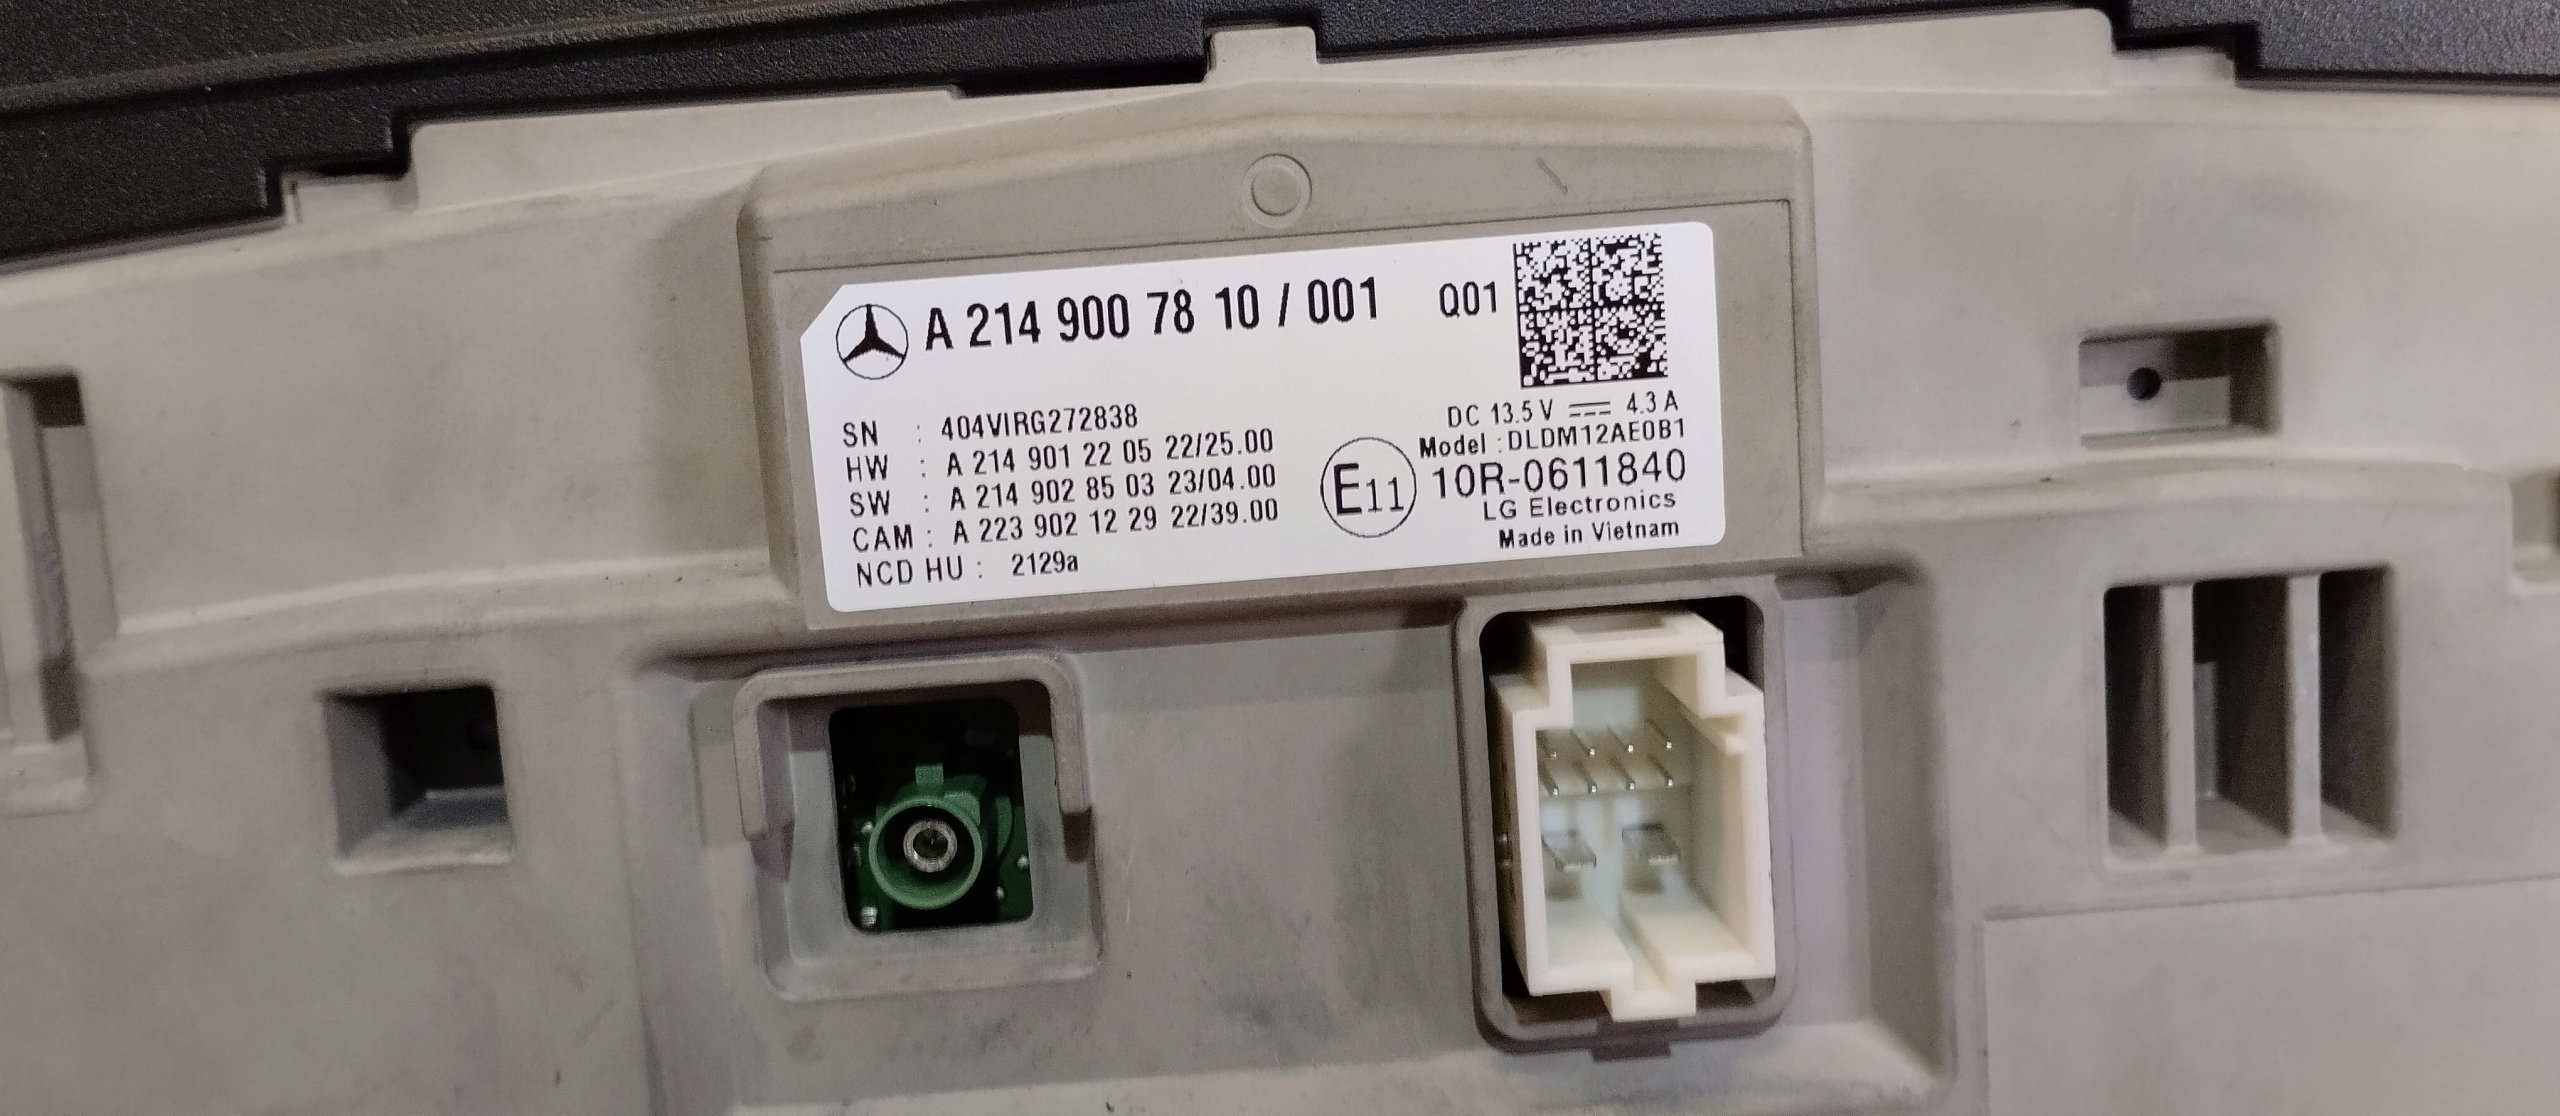 A 214 900 78 10 / 001 Q01
SN : 404VIRG272838
HW : A 214 901 22 05 22/25.00
SW : A 214 902 85 03 23/04.00
CAM : A 223 902 12 29 22/39.00
NCD HU : 2129a
DC 13.5 V 4.3 A
Model : DLDM12AE0B1
E11 10R-0611840
LG Electronics
Made in Vietnam